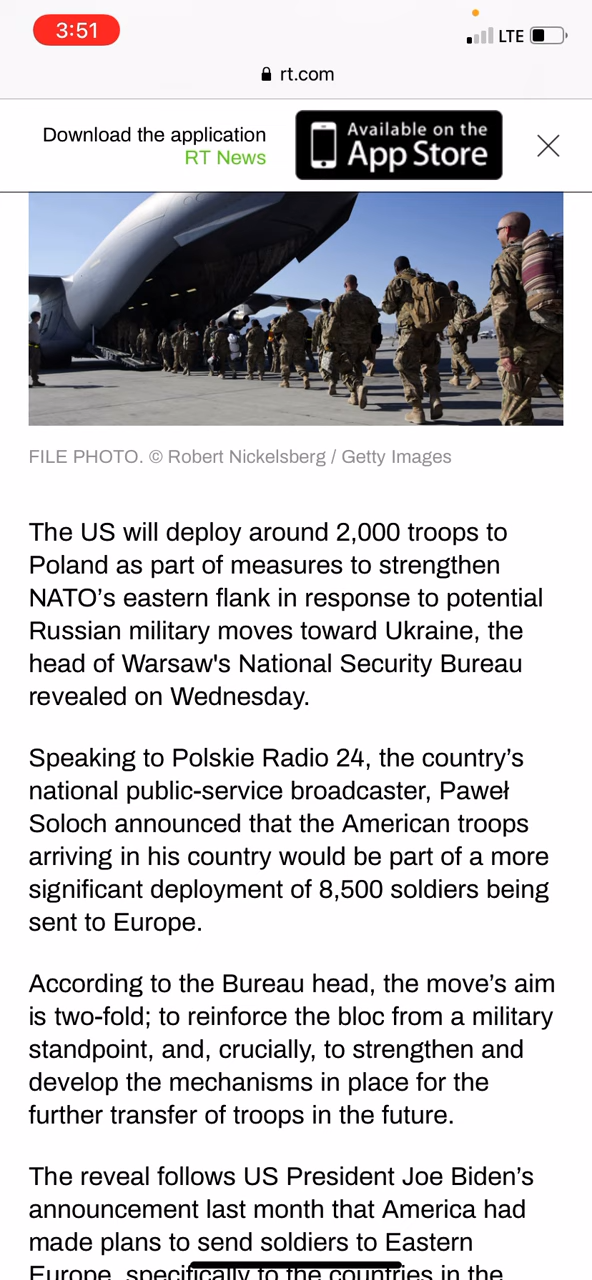 3:51
LTE
rt.com
Download the application
RT News
Available on the
App Store
FILE PHOTO. © Robert Nickelsberg / Getty Images
The US will deploy around 2,000 troops to
Poland as part of measures to strengthen
NATO’s eastern flank in response to potential
Russian military moves toward Ukraine, the
head of Warsaw's National Security Bureau
revealed on Wednesday.
Speaking to Polskie Radio 24, the country’s
national public-service broadcaster, Paweł
Soloch announced that the American troops
arriving in his country would be part of a more
significant deployment of 8,500 soldiers being
sent to Europe.
According to the Bureau head, the move’s aim
is two-fold; to reinforce the bloc from a military
standpoint, and, crucially, to strengthen and
develop the mechanisms in place for the
further transfer of troops in the future.
The reveal follows US President Joe Biden’s
announcement last month that America had
made plans to send soldiers to Eastern
Europe, specifically to the countries in the